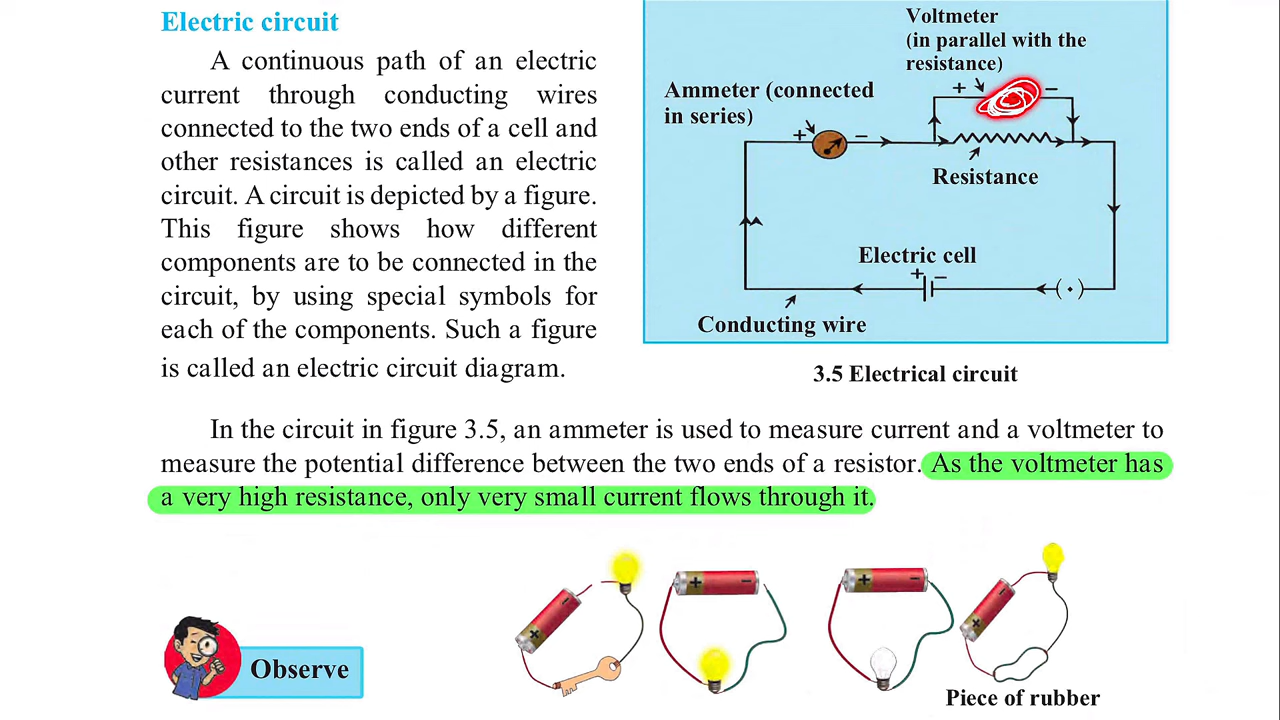 Electric circuit
A continuous path of an electric
current through conducting wires
connected to the two ends of a cell and
other resistances is called an electric
circuit. A circuit is depicted by a figure.
This figure shows how different
components are to be connected in the
circuit, by using special symbols for
each of the components. Such a figure
is called an electric circuit diagram.
Voltmeter
(in parallel with the
resistance)
+ −
Ammeter (connected
in series)
+ −
Resistance
Electric cell
+ −
Conducting wire
3.5 Electrical circuit
In the circuit in figure 3.5, an ammeter is used to measure current and a voltmeter to
measure the potential difference between the two ends of a resistor. As the voltmeter has
a very high resistance, only very small current flows through it.
Observe
+ −
+ −
+ −
+ −
Piece of rubber